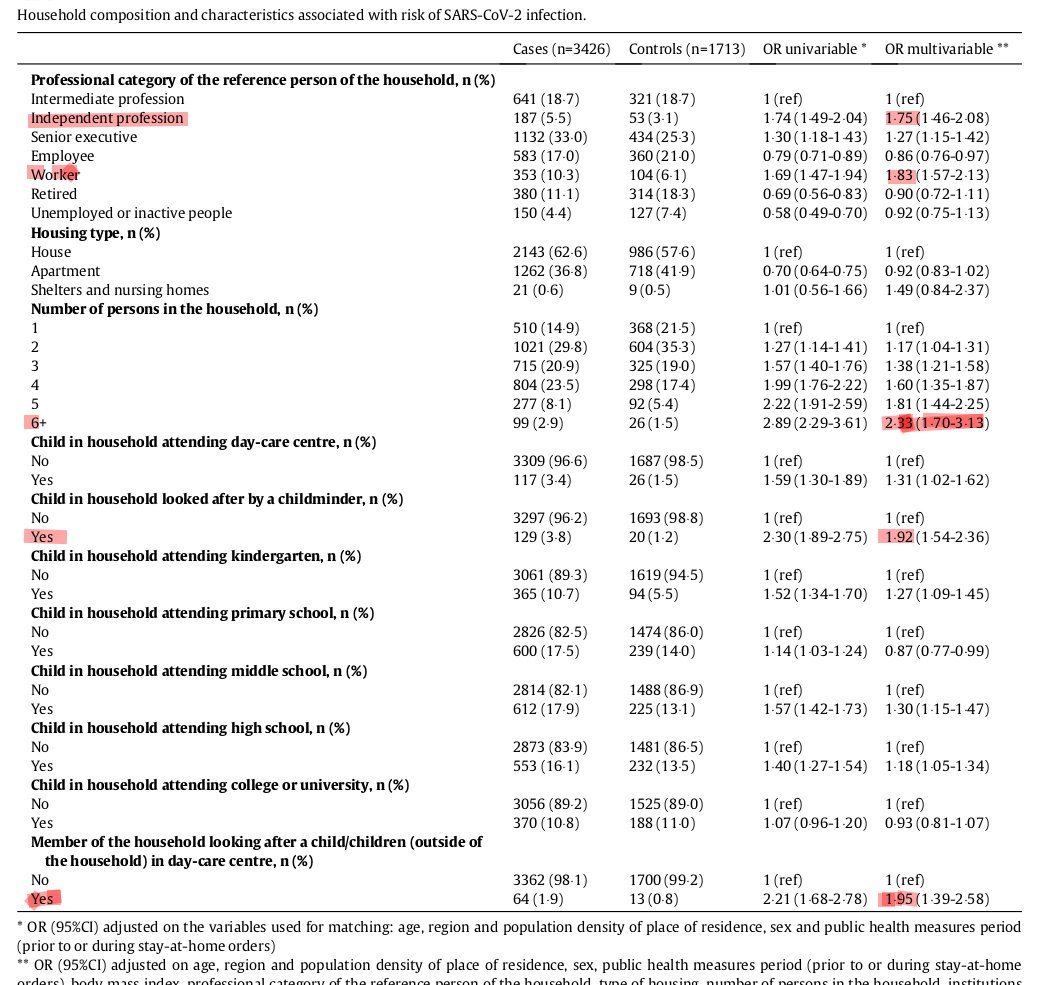 Household composition and characteristics associated with risk of SARS-CoV-2 infection.
Cases (n=3426) Controls (n=1713) OR univariable * OR multivariable **
Professional category of the reference person of the household, n (%)
Intermediate profession 641 (18·7) 321 (18·7) 1 (ref) 1 (ref)
Independent profession 187 (5·5) 53 (3·1) 1·74 (1·49-2·04) 1·75 (1·46-2·08)
Senior executive 1132 (33·0) 434 (25·3) 1·30 (1·18-1·43) 1·27 (1·15-1·42)
Employee 583 (17·0) 360 (21·0) 0·79 (0·71-0·89) 0·86 (0·76-0·97)
Worker 353 (10·3) 104 (6·1) 1·69 (1·47-1·94) 1·83 (1·57-2·13)
Retired 380 (11·1) 314 (18·3) 0·69 (0·56-0·83) 0·90 (0·72-1·11)
Unemployed or inactive people 150 (4·4) 127 (7·4) 0·58 (0·49-0·70) 0·92 (0·75-1·13)
Housing type, n (%)
House 2143 (62·6) 986 (57·6) 1 (ref) 1 (ref)
Apartment 1262 (36·8) 718 (41·9) 0·70 (0·64-0·75) 0·92 (0·83-1·02)
Shelters and nursing homes 21 (0·6) 9 (0·5) 1·01 (0·56-1·66) 1·49 (0·84-2·37)
Number of persons in the household, n (%)
1 510 (14·9) 368 (21·5) 1 (ref) 1 (ref)
2 1021 (29·8) 604 (35·3) 1·27 (1·14-1·41) 1·17 (1·04-1·31)
3 715 (20·9) 325 (19·0) 1·57 (1·40-1·76) 1·38 (1·21-1·58)
4 804 (23·5) 298 (17·4) 1·99 (1·76-2·22) 1·60 (1·35-1·87)
5 277 (8·1) 92 (5·4) 2·22 (1·91-2·59) 1·81 (1·44-2·25)
6+ 99 (2·9) 26 (1·5) 2·89 (2·29-3·61) 2·33 (1·70-3·13)
Child in household attending day-care centre, n (%)
No 3309 (96·6) 1687 (98·5) 1 (ref) 1 (ref)
Yes 117 (3·4) 26 (1·5) 1·59 (1·30-1·89) 1·31 (1·02-1·62)
Child in household looked after by a childminder, n (%)
No 3297 (96·2) 1693 (98·8) 1 (ref) 1 (ref)
Yes 129 (3·8) 20 (1·2) 2·30 (1·89-2·75) 1·92 (1·54-2·36)
Child in household attending kindergarten, n (%)
No 3061 (89·3) 1619 (94·5) 1 (ref) 1 (ref)
Yes 365 (10·7) 94 (5·5) 1·52 (1·34-1·70) 1·27 (1·09-1·45)
Child in household attending primary school, n (%)
No 2826 (82·5) 1474 (86·0) 1 (ref) 1 (ref)
Yes 600 (17·5) 239 (14·0) 1·14 (1·03-1·24) 0·87 (0·77-0·99)
Child in household attending middle school, n (%)
No 2814 (82·1) 1488 (86·9) 1 (ref) 1 (ref)
Yes 612 (17·9) 225 (13·1) 1·57 (1·42-1·73) 1·30 (1·15-1·47)
Child in household attending high school, n (%)
No 2873 (83·9) 1481 (86·5) 1 (ref) 1 (ref)
Yes 553 (16·1) 232 (13·5) 1·40 (1·27-1·54) 1·18 (1·05-1·34)
Child in household attending college or university, n (%)
No 3056 (89·2) 1525 (89·0) 1 (ref) 1 (ref)
Yes 370 (10·8) 188 (11·0) 1·07 (0·96-1·20) 0·93 (0·81-1·07)
Member of the household looking after a child/children (outside of
the household) in day-care centre, n (%)
No 3362 (98·1) 1700 (99·2) 1 (ref) 1 (ref)
Yes 64 (1·9) 13 (0·8) 2·21 (1·68-2·78) 1·95 (1·39-2·58)
* OR (95%CI) adjusted on the variables used for matching: age, region and population density of place of residence, sex and public health measures period
(prior to or during stay-at-home orders)
** OR (95%CI) adjusted on age, region and population density of place of residence, sex, public health measures period (prior to or during stay-at-home
orders), body mass index, professional category of the reference person of the household, type of housing, number of persons in the household, institutions